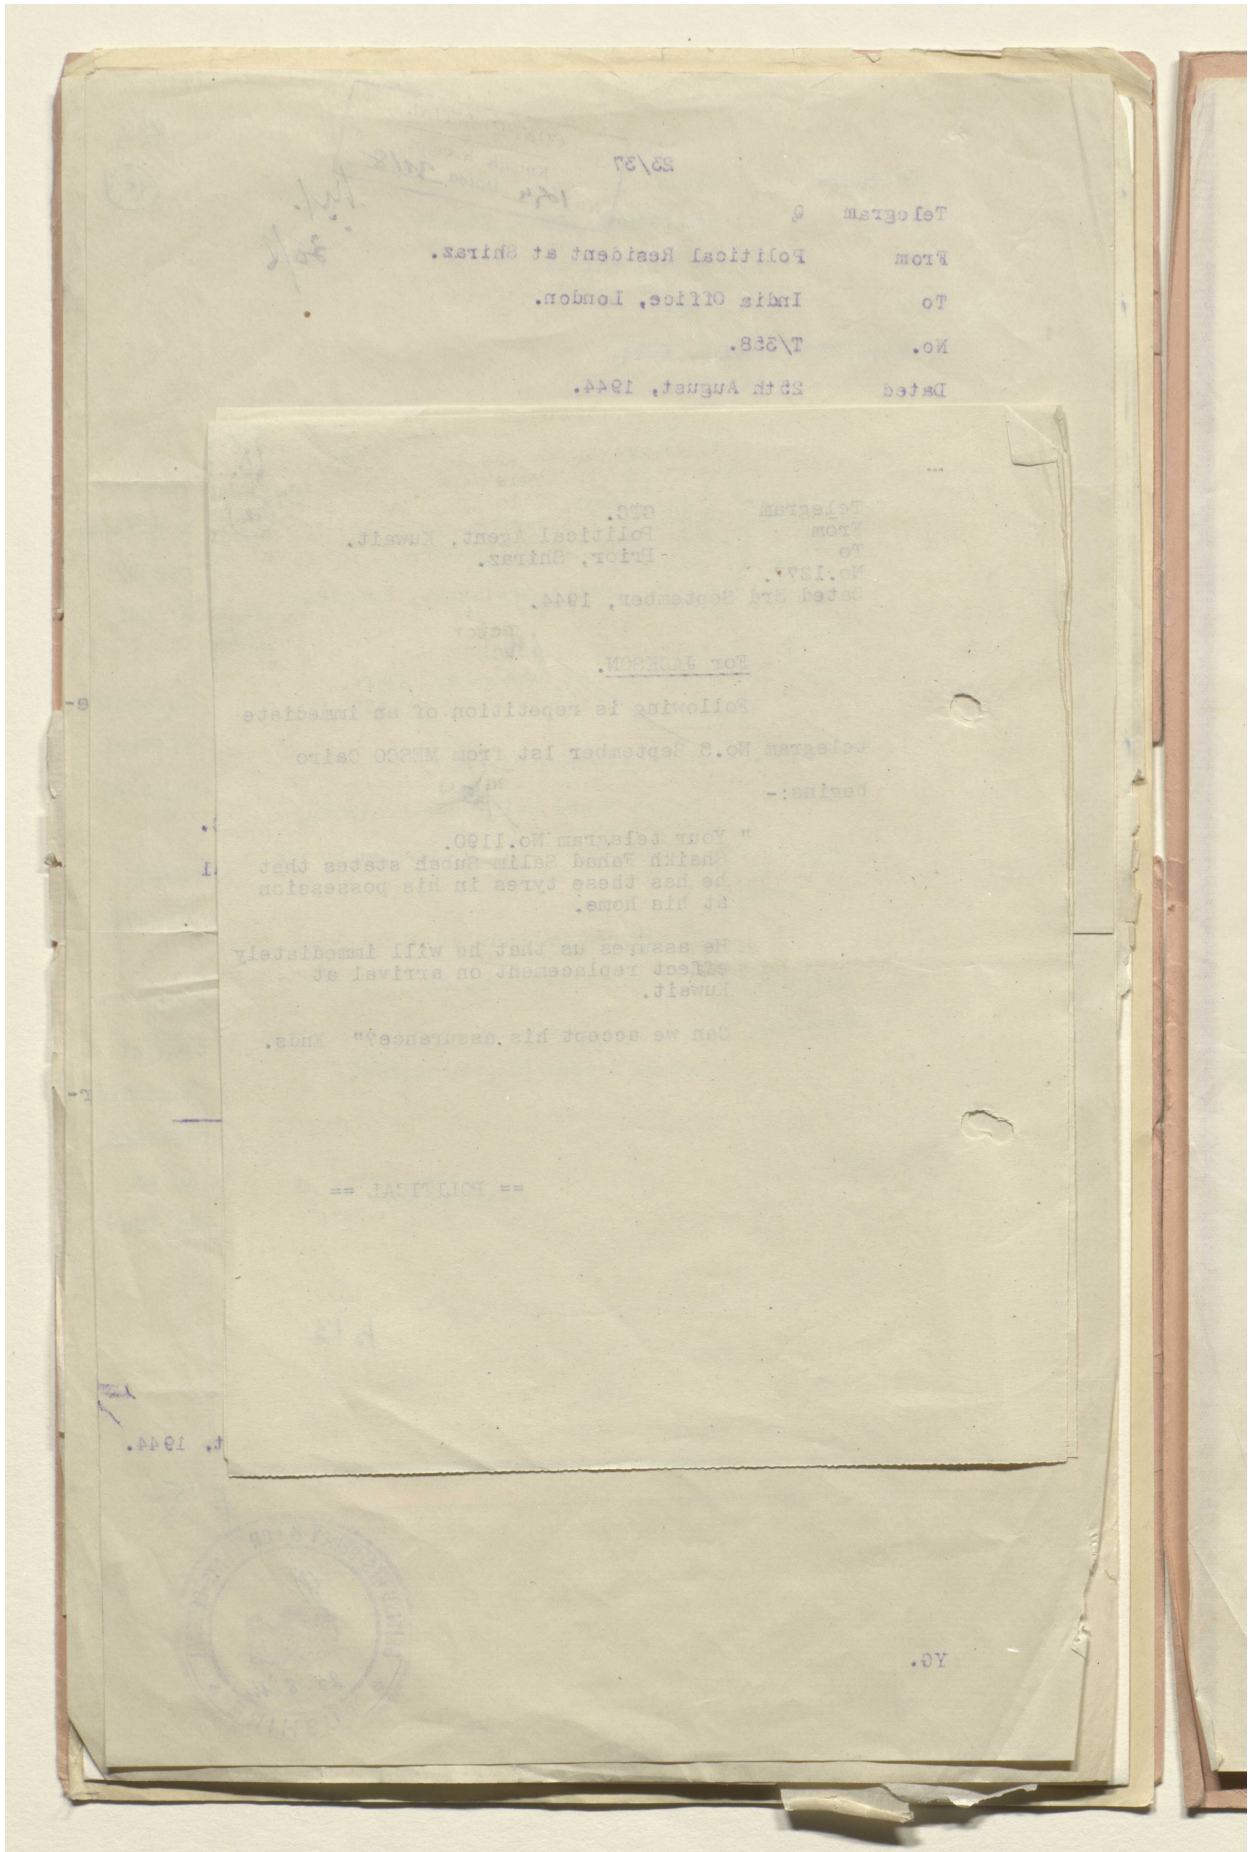 23/37
Telegram Q
From Political Resident at Shiraz.
To India Office, London.
No. T/358.
Dated 25th August, 1944.
Telegram GTC.
From Political Agent, Kuwait.
To Prior, Shiraz.
No.1277.
Dated 3rd September, 1944.
For JACKSON.
Following is repetition of an immediate
telegram No.5 September 1st from MESCO Cairo
begins:-
" Your telegram No.1190.
Shaikh Fahad Salim Subah states that
he has these tyres in his possession
at his home.
He assures us that he will immediately
effect replacement on arrival at
Kuwait.
Can we accept his assurance?" Ends.
== POLITICAL ==
t, 1944.
YG.